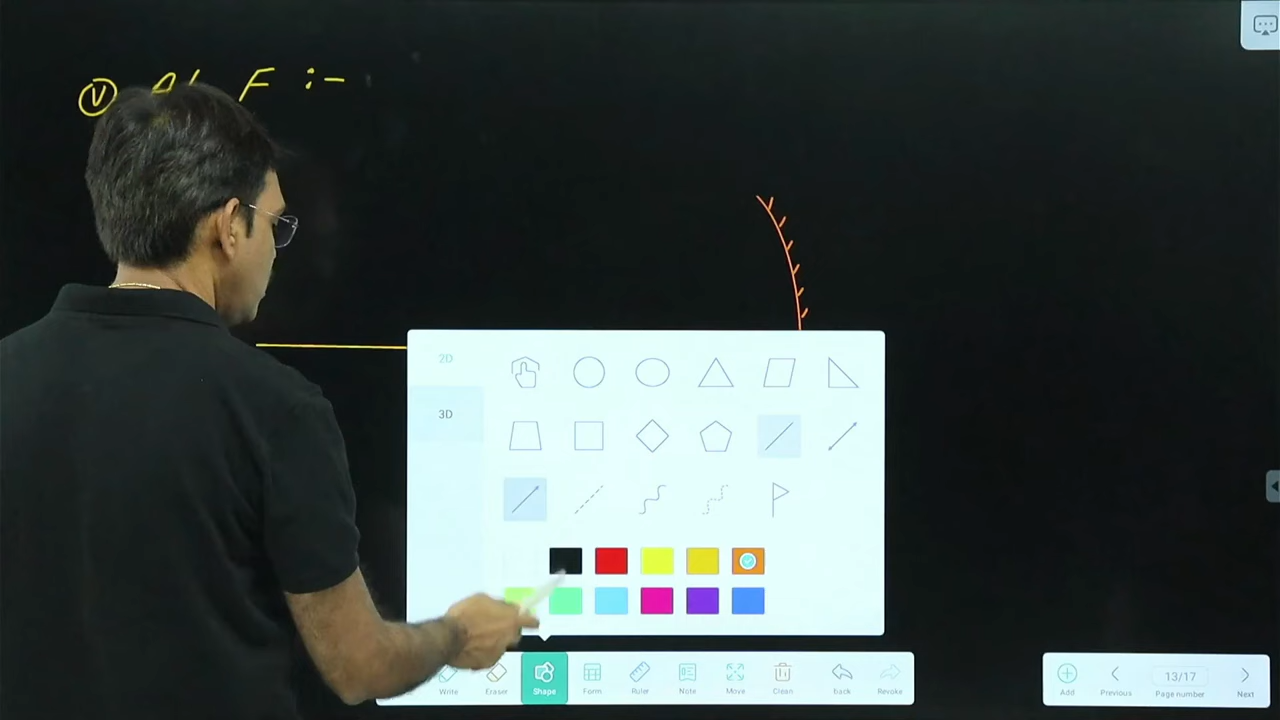 Ⓥ At F :-
2D
3D
Write Eraser Shape Form Ruler Note Move Clean back Revoke
Add Previous 13/17 Page number Next